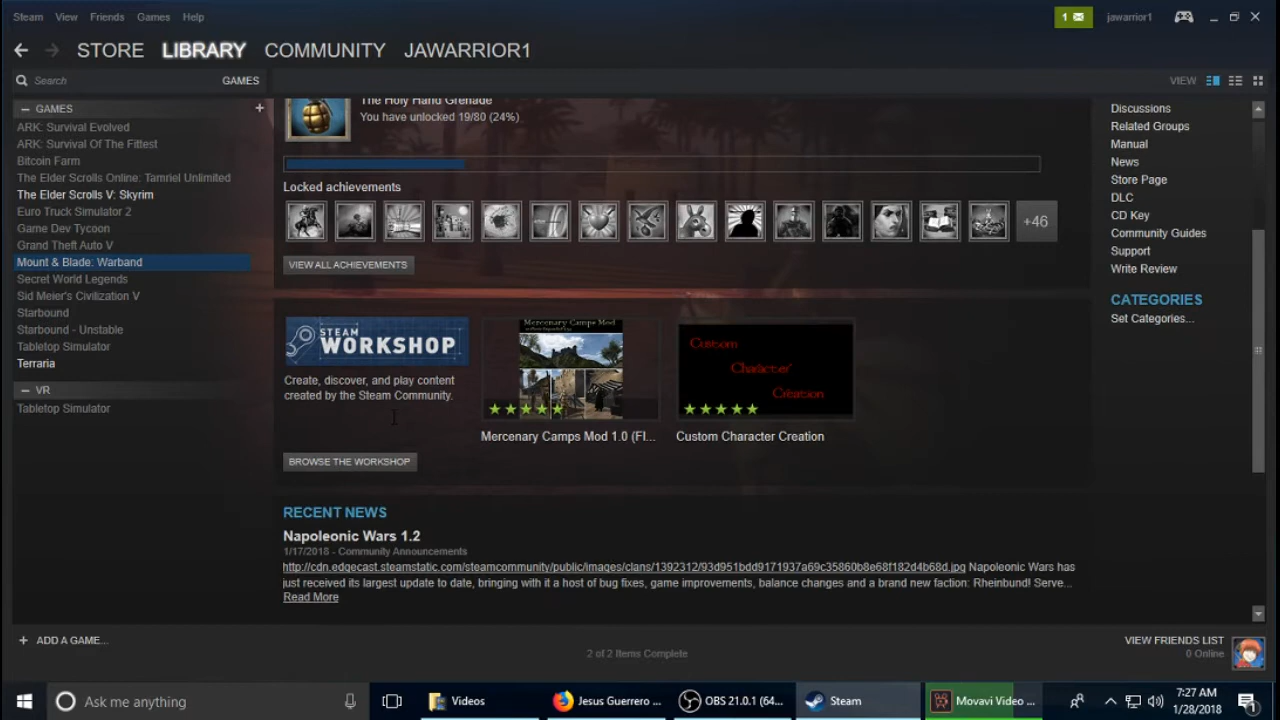 Steam View Friends Games Help
1
jawarrior1
STORE LIBRARY COMMUNITY JAWARRIOR1
Search
GAMES
VIEW
– GAMES
+
ARK: Survival Evolved
ARK: Survival Of The Fittest
Bitcoin Farm
The Elder Scrolls Online: Tamriel Unlimited
The Elder Scrolls V: Skyrim
Euro Truck Simulator 2
Game Dev Tycoon
Grand Theft Auto V
Mount & Blade: Warband
Secret World Legends
Sid Meier's Civilization V
Starbound
Starbound - Unstable
Tabletop Simulator
Terraria
– VR
Tabletop Simulator
The Holy Hand Grenade
You have unlocked 19/80 (24%)
Locked achievements
+46
VIEW ALL ACHIEVEMENTS
STEAM
WORKSHOP
Create, discover, and play content
created by the Steam Community.
BROWSE THE WORKSHOP
Mercenary Camps Mod
Mercenary Camps Mod 1.0 (Fl...
Custom
Character
Creation
Custom Character Creation
RECENT NEWS
Napoleonic Wars 1.2
1/17/2018 - Community Announcements
http://cdn.edgecast.steamstatic.com/steamcommunity/public/images/clans/1392312/93d951bdd9171937a69c35860b8e68f182d4b68d.jpg Napoleonic Wars has
just received its largest update to date, bringing with it a host of bug fixes, game improvements, balance changes and a brand new faction: Rheinbund! Serve...
Read More
Discussions
Related Groups
Manual
News
Store Page
DLC
CD Key
Community Guides
Support
Write Review
CATEGORIES
Set Categories...
+ ADD A GAME...
2 of 2 Items Complete
VIEW FRIENDS LIST
0 Online
Ask me anything
Videos
Jesus Guerrero ...
OBS 21.0.1 (64...
Steam
Movavi Video ...
7:27 AM
1/28/2018
1